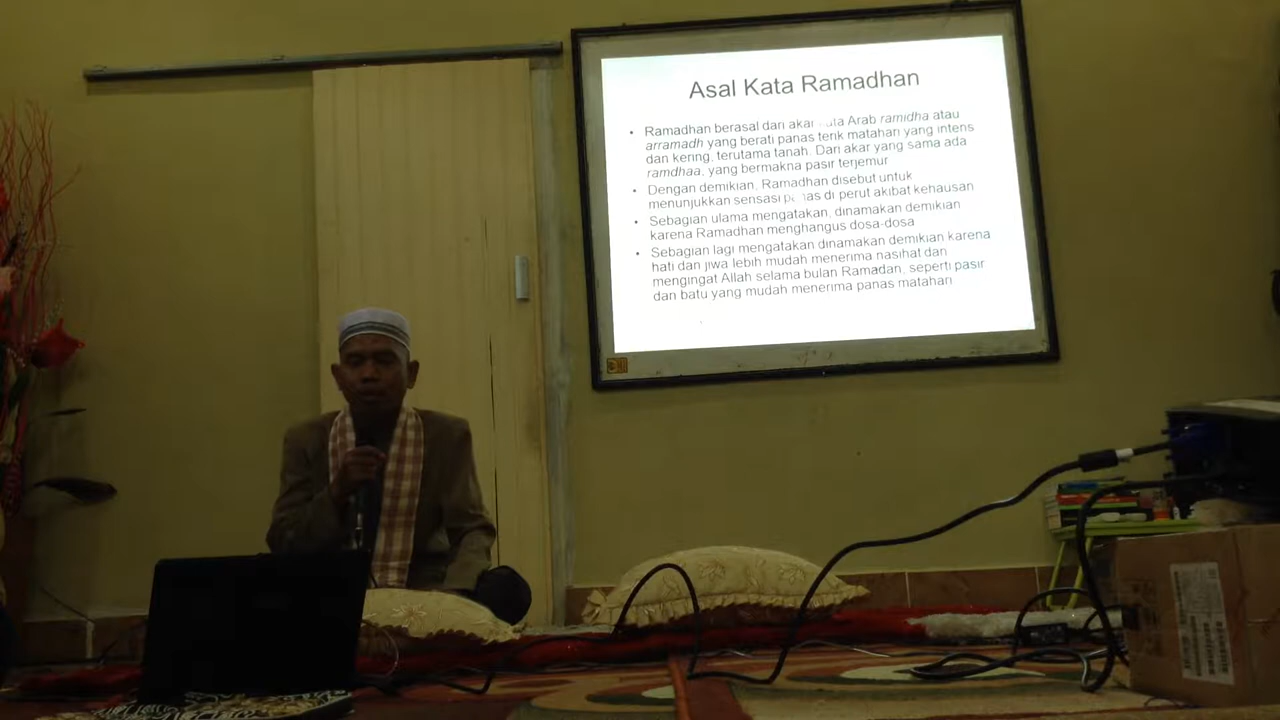 Asal Kata Ramadhan
• Ramadhan berasal dari akar kata Arab ramidha atau
arramadh yang berati panas terik matahari yang intens
dan kering, terutama tanah. Dari akar yang sama ada
ramdhaa, yang bermakna pasir terjemur
• Dengan demikian, Ramadhan disebut untuk
menunjukkan sensasi panas di perut akibat kehausan
• Sebagian ulama mengatakan, dinamakan demikian
karena Ramadhan menghangus dosa-dosa
• Sebagian lagi mengatakan dinamakan demikian karena
hati dan jiwa lebih mudah menerima nasihat dan
mengingat Allah selama bulan Ramadan, seperti pasir
dan batu yang mudah menerima panas matahari